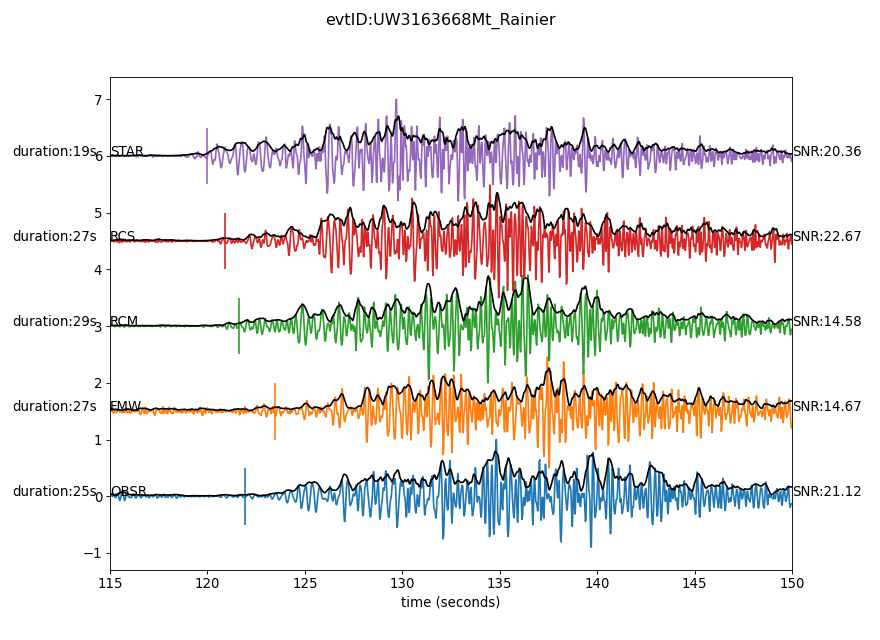 evtID:UW3163668Mt_Rainier
7
duration:19s 6 STAR SNR:20.36
5
duration:27s RCS SNR:22.67
4
duration:29s 3 RCM SNR:14.58
2
duration:27s FMW SNR:14.67
1
duration:25s 0 OBSR SNR:21.12
−1
115 120 125 130 135 140 145 150
time (seconds)